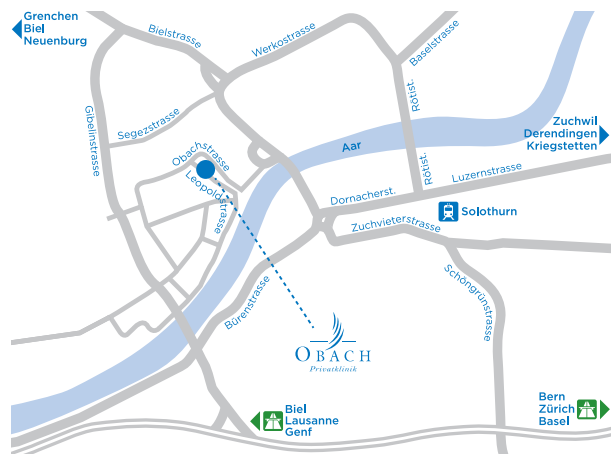 Grenchen
Biel
Neuenburg
Bielstrasse
Werkostrasse
Baselstrasse
Gibelinstrasse
Segezstrasse
Rötist.
Zuchwil
Derendingen
Kriegstetten
Aar
Obachstrasse
Leopoldstrasse
Rötist.
Luzernstrasse
Dornacherst.
Solothurn
Zuchvieterstrasse
Schöngrünstrasse
Bürenstrasse
OBACH
Privatklinik
Biel
Lausanne
Genf
Bern
Zürich
Basel